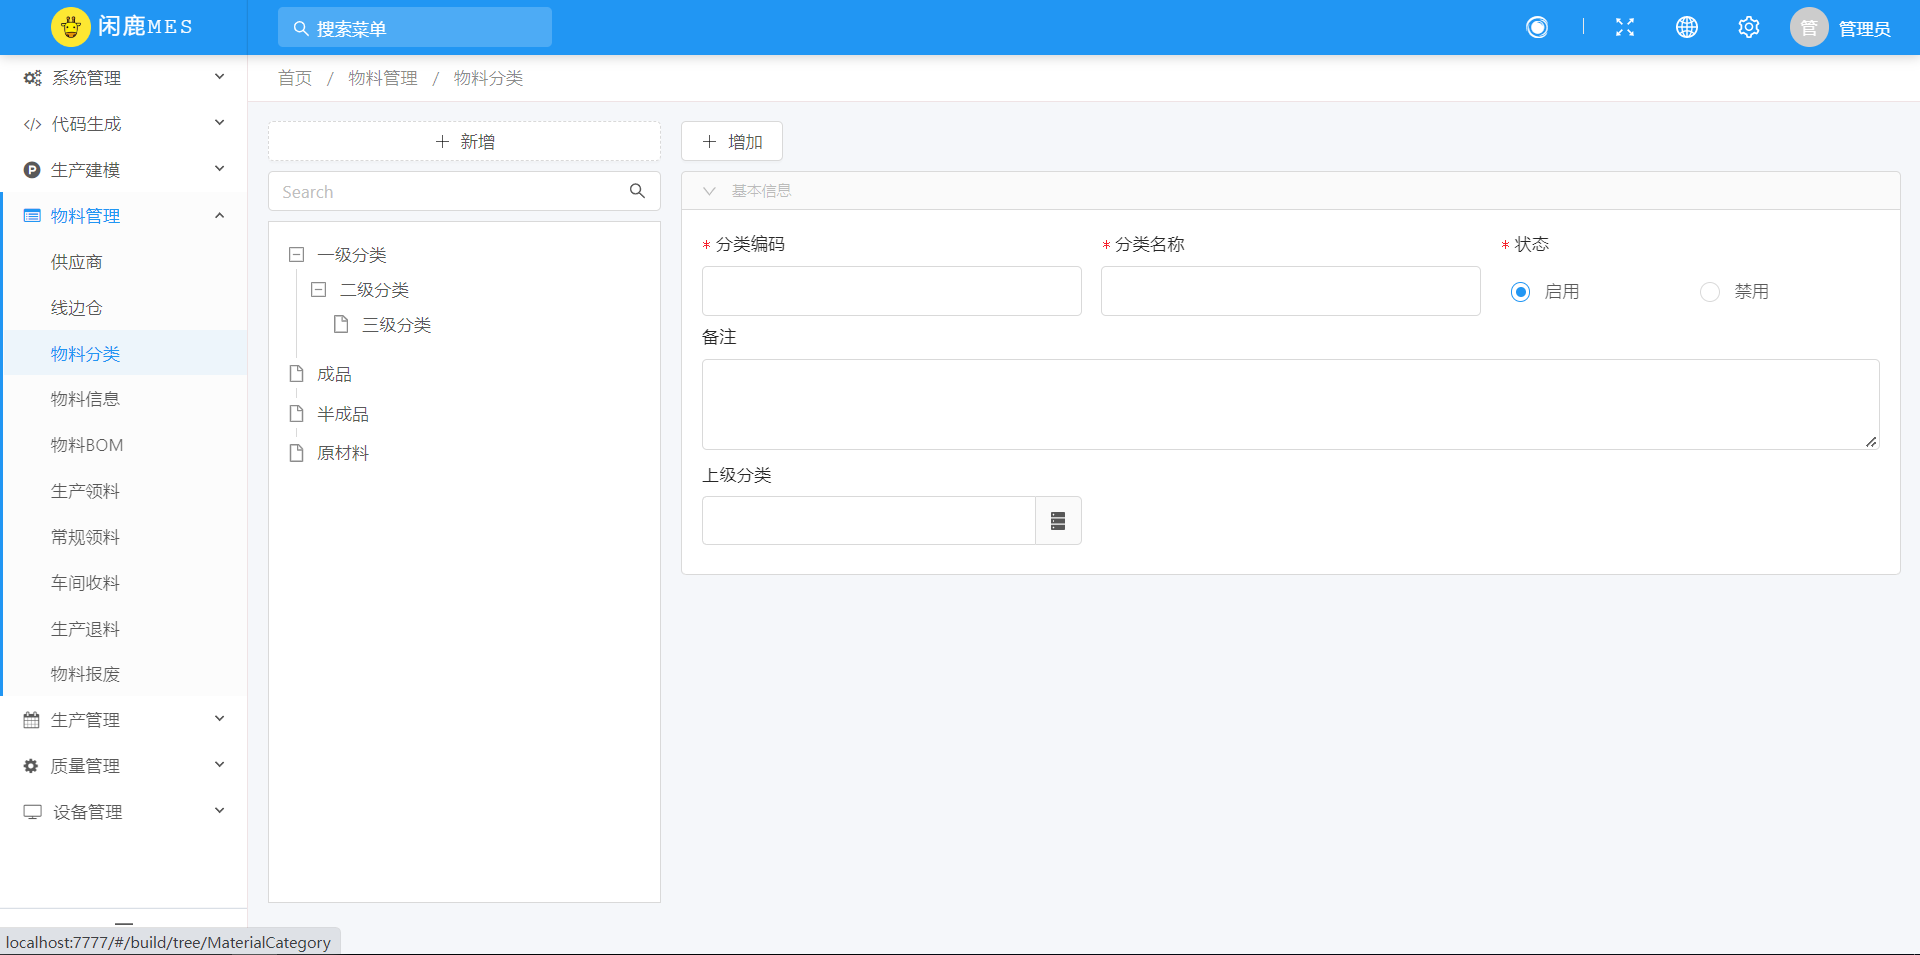 闲鹿MES
搜索菜单
管
管理员
系统管理
代码生成
生产建模
物料管理
供应商
线边仓
物料分类
物料信息
物料BOM
生产领料
常规领料
车间收料
生产退料
物料报废
生产管理
质量管理
设备管理
首页 / 物料管理 / 物料分类
新增
Search
一级分类
二级分类
三级分类
成品
半成品
原材料
增加
基本信息
* 分类编码
* 分类名称
* 状态
启用
禁用
备注
上级分类
localhost:7777/#/build/tree/MaterialCategory